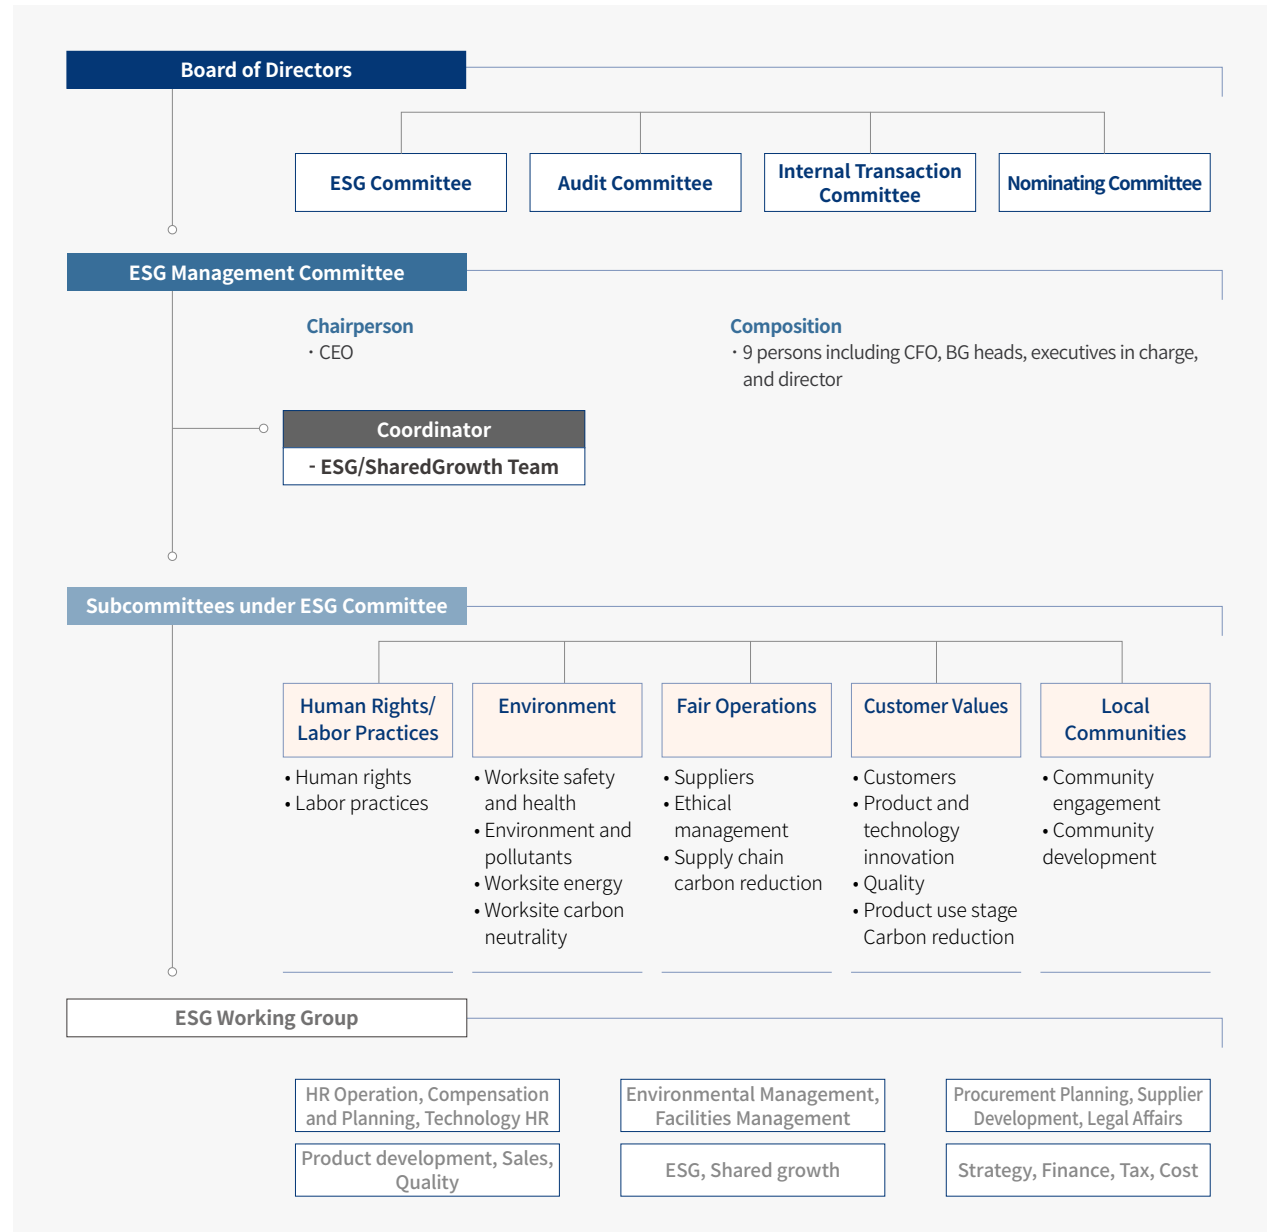 Board of Directors
ESG Committee
Audit Committee
Internal Transaction
Committee
Nominating Committee
ESG Management Committee
Chairperson
· CEO
Composition
· 9 persons including CFO, BG heads, executives in charge,
and director
Coordinator
- ESG/SharedGrowth Team
Subcommittees under ESG Committee
Human Rights/
Labor Practices
• Human rights
• Labor practices
Environment
• Worksite safety
and health
• Environment and
pollutants
• Worksite energy
• Worksite carbon
neutrality
Fair Operations
• Suppliers
• Ethical
management
• Supply chain
carbon reduction
Customer Values
• Customers
• Product and
technology
innovation
• Quality
• Product use stage
Carbon reduction
Local
Communities
• Community
engagement
• Community
development
ESG Working Group
HR Operation, Compensation
and Planning, Technology HR
Environmental Management,
Facilities Management
Procurement Planning, Supplier
Development, Legal Affairs
Product development, Sales,
Quality
ESG, Shared growth
Strategy, Finance, Tax, Cost